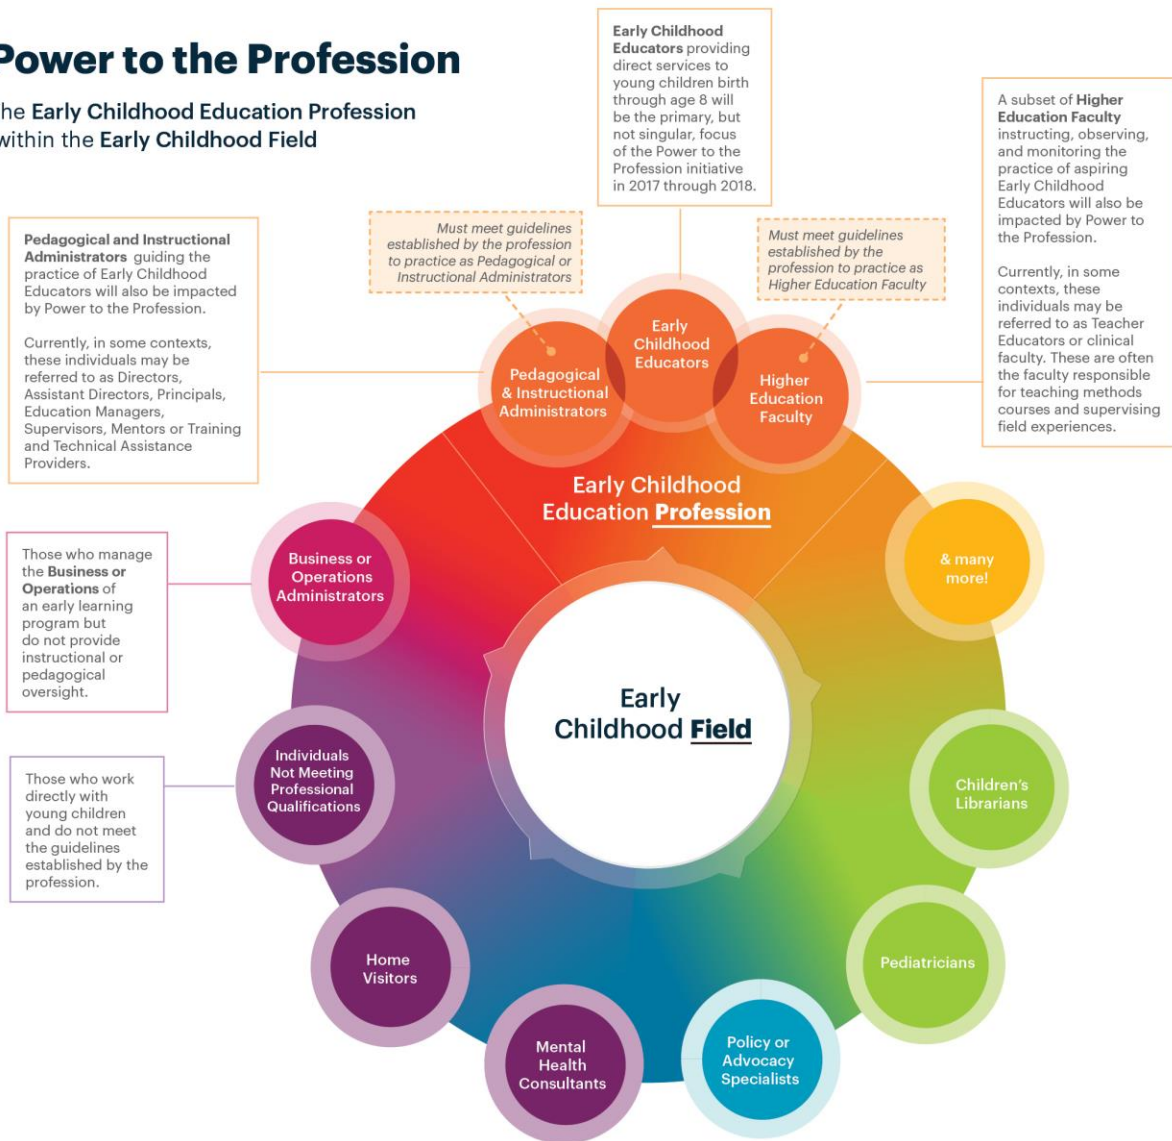 Power to the Profession
he Early Childhood Education Profession
within the Early Childhood Field
Early Childhood
Educators providing
direct services to
young children birth
through age 8 will
be the primary, but
not singular, focus
of the Power to the
Profession initiative
in 2017 through 2018.
A subset of Higher
Education Faculty
instructing, observing,
and monitoring the
practice of aspiring
Early Childhood
Educators will also be
impacted by Power to
the Profession.
Currently, in some
contexts, these
individuals may be
referred to as Teacher
Educators or clinical
faculty. These are often
the faculty responsible
for teaching methods
courses and supervising
field experiences.
Pedagogical and Instructional
Administrators guiding the
practice of Early Childhood
Educators will also be impacted
by Power to the Profession.
Currently, in some contexts,
these individuals may be
referred to as Directors,
Assistant Directors, Principals,
Education Managers,
Supervisors, Mentors or Training
and Technical Assistance
Providers.
Must meet guidelines
established by the profession
to practice as Pedagogical or
Instructional Administrators
Must meet guidelines
established by the
profession to practice as
Higher Education Faculty
Pedagogical
& Instructional
Administrators
Early
Childhood
Educators
Higher
Education
Faculty
Early Childhood
Education Profession
Those who manage
the Business or
Operations of
an early learning
program but
do not provide
instructional or
pedagogical
oversight.
Business or
Operations
Administrators
& many
more!
Early
Childhood Field
Those who work
directly with
young children
and do not meet
the guidelines
established by the
profession.
Individuals
Not Meeting
Professional
Qualifications
Children's
Librarians
Home
Visitors
Pediatricians
Mental
Health
Consultants
Policy or
Advocacy
Specialists